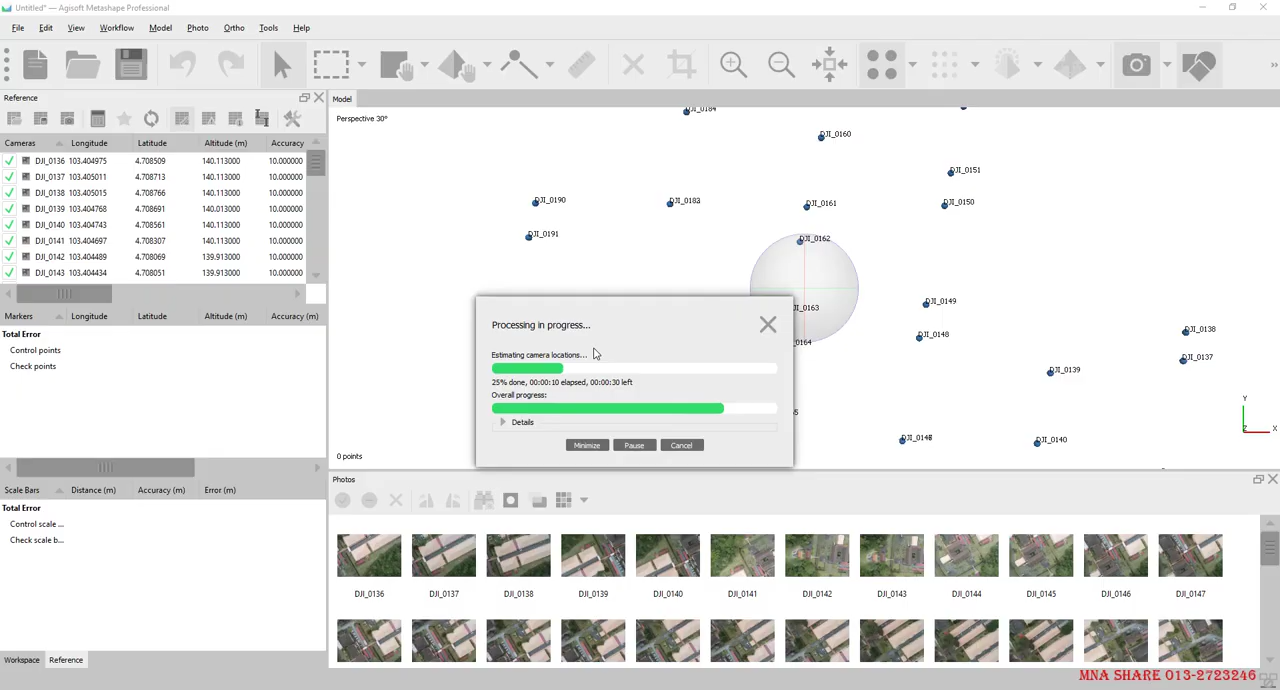 Untitled* — Agisoft Metashape Professional
File Edit View Workflow Model Photo Ortho Tools Help
Reference
Cameras Longitude Latitude Altitude (m) Accuracy
DJI_0136 103.404975 4.708509 140.113000 10.000000
DJI_0137 103.405011 4.708713 140.113000 10.000000
DJI_0138 103.405015 4.708766 140.113000 10.000000
DJI_0139 103.404768 4.708691 140.013000 10.000000
DJI_0140 103.404743 4.708561 140.113000 10.000000
DJI_0141 103.404697 4.708307 140.113000 10.000000
DJI_0142 103.404489 4.708069 139.913000 10.000000
DJI_0143 103.404434 4.708051 139.913000 10.000000
Markers Longitude Latitude Altitude (m) Accuracy (m)
Total Error
Control points
Check points
Scale Bars Distance (m) Accuracy (m) Error (m)
Total Error
Control scale ...
Check scale b...
Workspace Reference
Model
Perspective 30°
DJI_0184
DJI_0160
DJI_0151
DJI_0190
DJI_0183
DJI_0161
DJI_0150
DJI_0191
DJI_0162
DJI_0149
JI_0163
DJI_0138
DJI_0148
_0164
DJI_0137
DJI_0139
DJI_0140
0 points
Y
Z X
Processing in progress...
Estimating camera locations...
25% done, 00:00:10 elapsed, 00:00:30 left
Overall progress:
Details
Minimize Pause Cancel
Photos
DJI_0136 DJI_0137 DJI_0138 DJI_0139 DJI_0140 DJI_0141 DJI_0142 DJI_0143 DJI_0144 DJI_0145 DJI_0146 DJI_0147
MNA SHARE 013-2723246